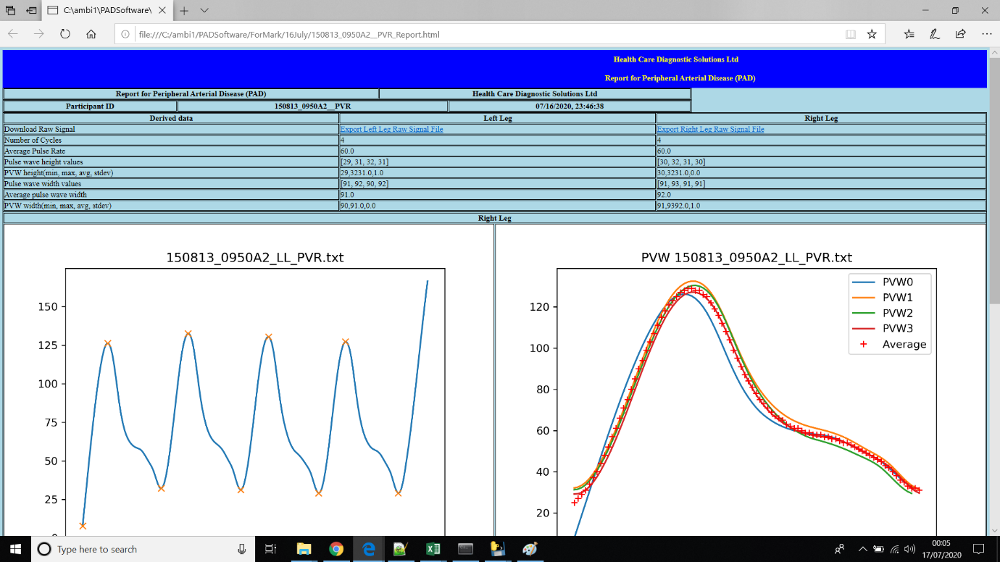 C:\ambi1\PADSoftware\
file:///C:/ambi1/PADSoftware/ForMark/16July/150813_0950A2__PVR_Report.html
Health Care Diagnostic Solutions Ltd
Report for Peripheral Arterial Disease (PAD)
Report for Peripheral Arterial Disease (PAD) Health Care Diagnostic Solutions Ltd
Participant ID 150813_0950A2__PVR 07/16/2020, 23:46:38
Derived data Left Leg Right Leg
Download Raw Signal Export Left Leg Raw Signal File Export Right Leg Raw Signal File
Number of Cycles 4 4
Average Pulse Rate 60.0 60.0
Pulse wave height values [29, 31, 32, 31] [30, 32, 31, 30]
PVW height(min, max, avg, stdev) 29,3231.0,1.0 30,3231.0,0.0
Pulse wave width values [91, 92, 90, 92] [91, 93, 91, 91]
Average pulse wave width 91.0 92.0
PVW width(min, max, avg, stdev) 90,91.0,0.0 91,9392.0,1.0
Right Leg
150813_0950A2_LL_PVR.txt
150
125
100
75
50
25
0
PVW 150813_0950A2_LL_PVR.txt
PVW0
PVW1
PVW2
PVW3
Average
120
100
80
60
40
20
Type here to search
00:05
17/07/2020